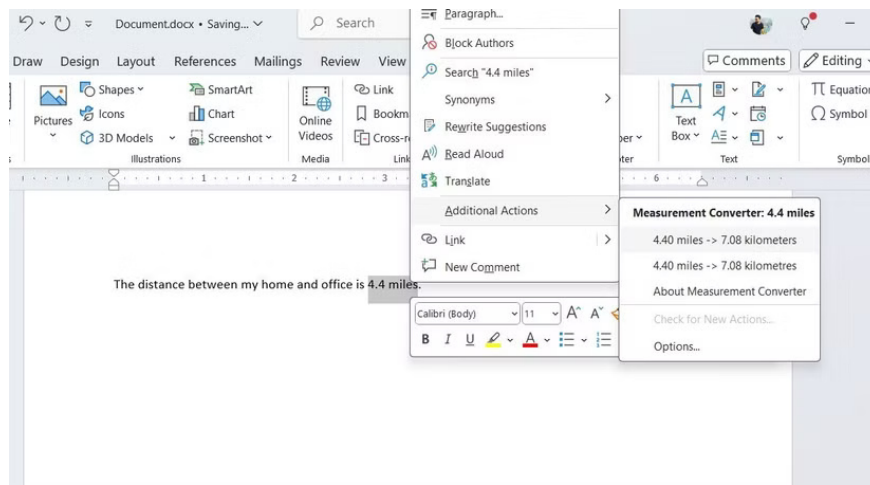 Document.docx • Saving...
Search
Draw Design Layout References Mailings Review View
Comments
Editing
Pictures
Shapes
Icons
3D Models
SmartArt
Chart
Screenshot
Illustrations
Online
Videos
Media
Link
Text
Box
Text
Equation
Symbol
1 2 3 6
Paragraph...
Block Authors
Search "4.4 miles"
Synonyms
Rewrite Suggestions
Read Aloud
Translate
Additional Actions
Link
New Comment
Measurement Converter: 4.4 miles
4.40 miles -> 7.08 kilometers
4.40 miles -> 7.08 kilometres
About Measurement Converter
Check for New Actions...
Options...
The distance between my home and office is 4.4 miles.
Calibri (Body) 11 A A
B I U A